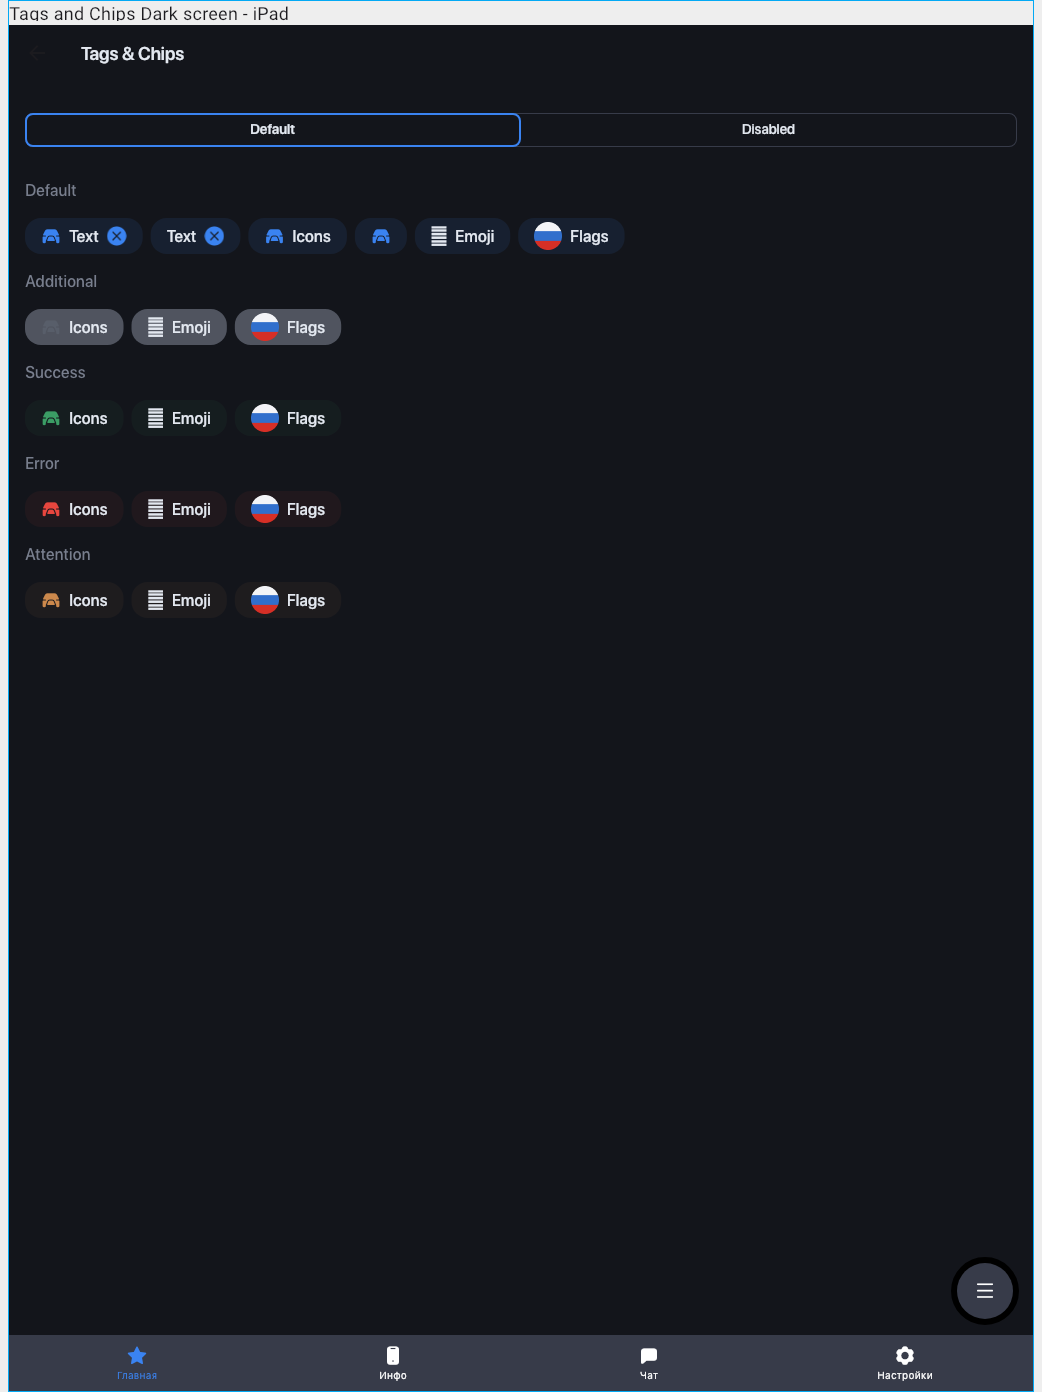 Tags and Chips Dark screen - iPad
Tags & Chips
Default Disabled
Default
Text Text Icons Emoji Flags
Additional
Icons Emoji Flags
Success
Icons Emoji Flags
Error
Icons Emoji Flags
Attention
Icons Emoji Flags
Главная Инфо Чат Настройки